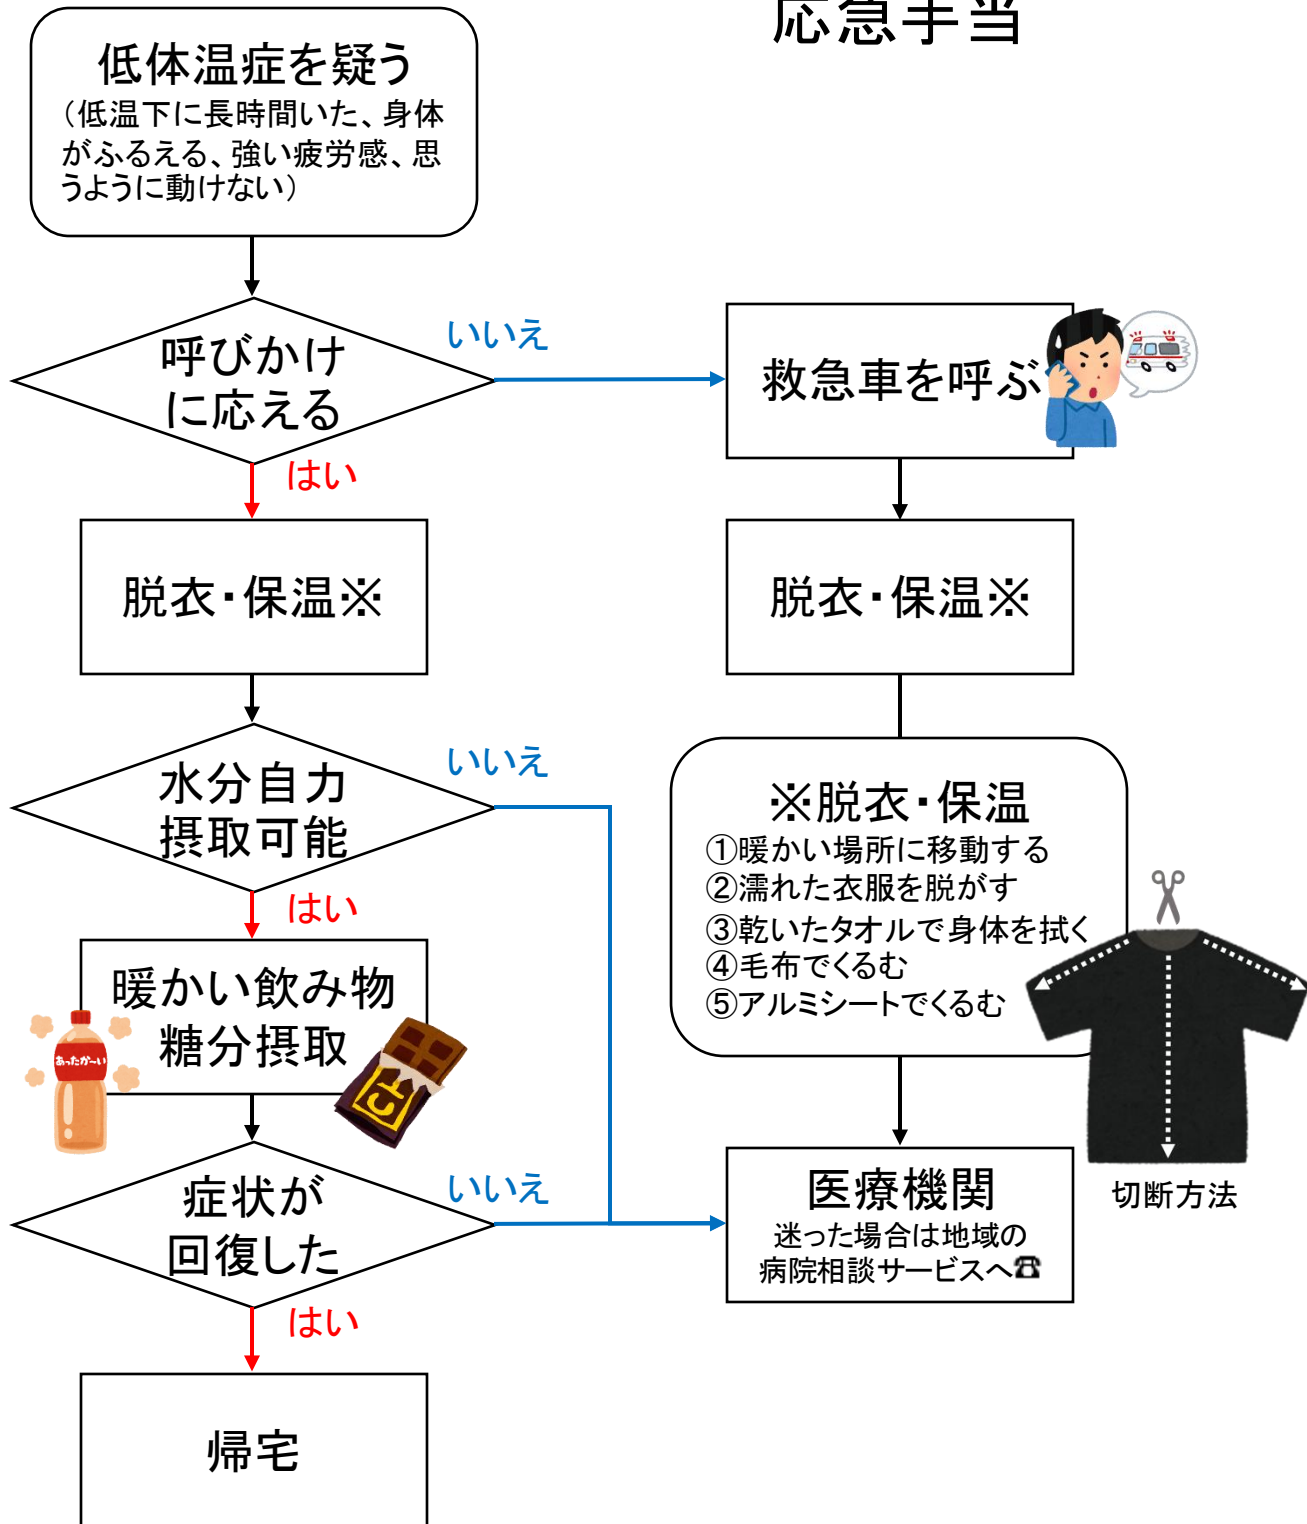 応急手当
低体温症を疑う
（低温下に長時間いた、身体
がふるえる、強い疲労感、思
うように動けない）
呼びかけ
に応える
いいえ
救急車を呼ぶ
はい
脱衣・保温※
脱衣・保温※
水分自力
摂取可能
いいえ
はい
※脱衣・保温
①暖かい場所に移動する
②濡れた衣服を脱がす
③乾いたタオルで身体を拭く
④毛布でくるむ
⑤アルミシートでくるむ
暖かい飲み物
糖分摂取
あったか～い
チョコ
切断方法
症状が
回復した
いいえ
はい
医療機関
迷った場合は地域の
病院相談サービスへ☎
帰宅